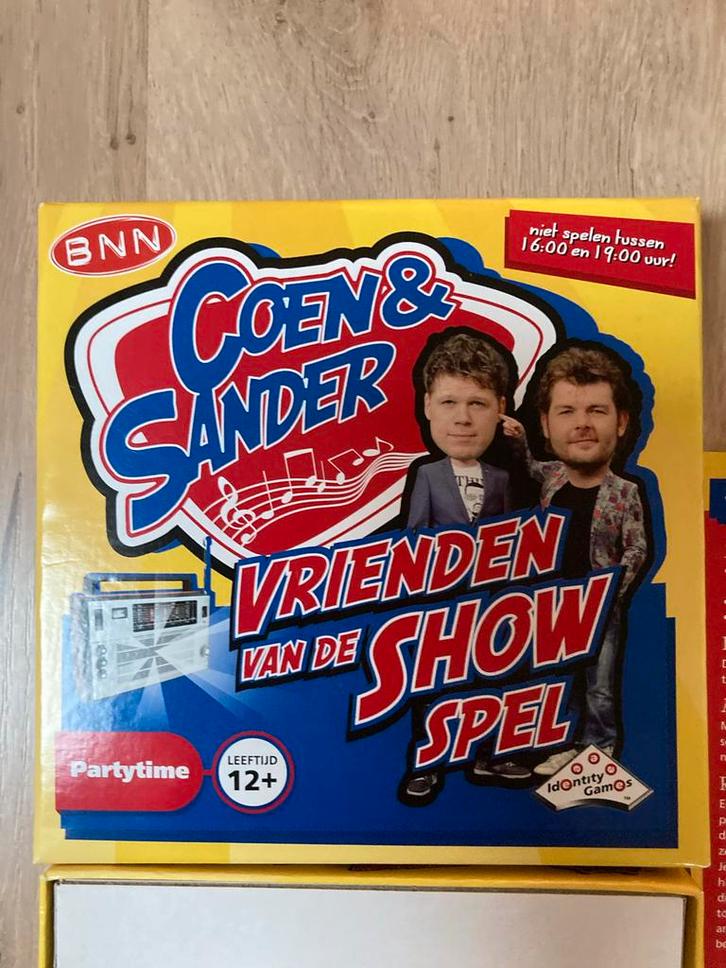 BNN
niet spelen tussen
16:00 en 19:00 uur!
COEN &
SANDER
VRIENDEN
VAN DE SHOW
SPEL
Partytime
LEEFTIJD
12+
Identity
Games
™